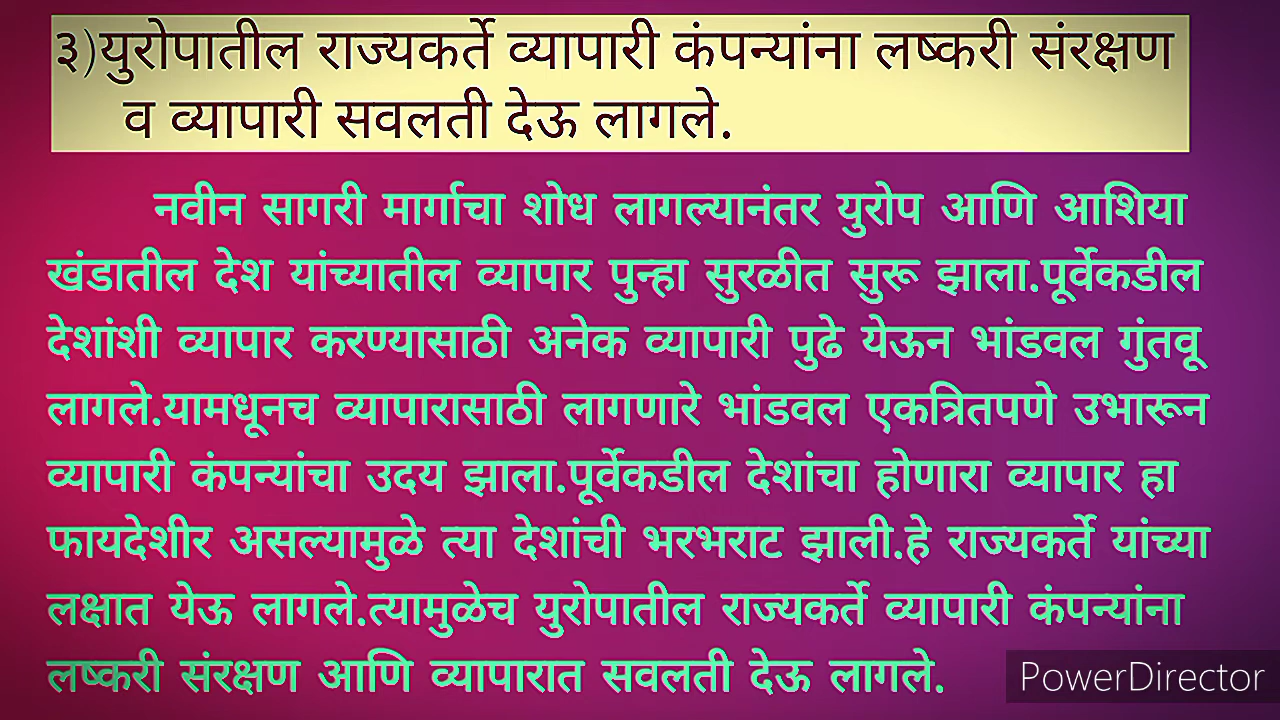 ३)युरोपातील राज्यकर्ते व्यापारी कंपन्यांना लष्करी संरक्षण
व व्यापारी सवलती देऊ लागले.
नवीन सागरी मार्गाचा शोध लागल्यानंतर युरोप आणि आशिया
खंडातील देश यांच्यातील व्यापार पुन्हा सुरळीत सुरू झाला.पूर्वेकडील
देशांशी व्यापार करण्यासाठी अनेक व्यापारी पुढे येऊन भांडवल गुंतवू
लागले.यामधूनच व्यापारासाठी लागणारे भांडवल एकत्रितपणे उभारून
व्यापारी कंपन्यांचा उदय झाला.पूर्वेकडील देशांचा होणारा व्यापार हा
फायदेशीर असल्यामुळे त्या देशांची भरभराट झाली.हे राज्यकर्ते यांच्या
लक्षात येऊ लागले.त्यामुळेच युरोपातील राज्यकर्ते व्यापारी कंपन्यांना
लष्करी संरक्षण आणि व्यापारात सवलती देऊ लागले.
PowerDirector